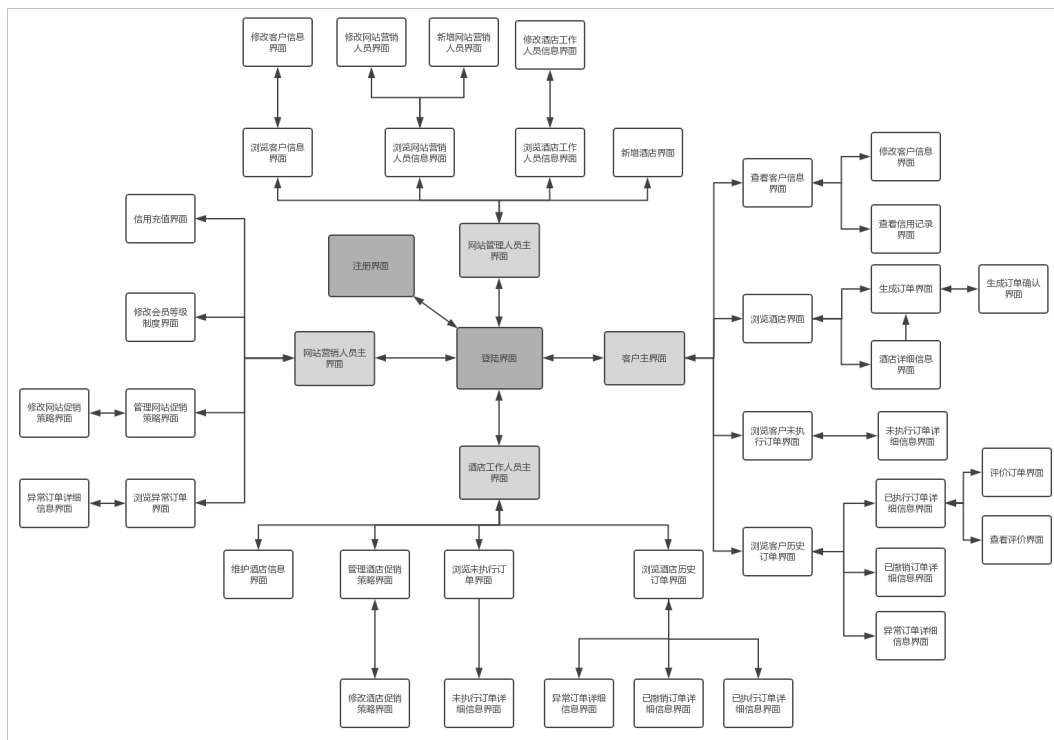 修改客户信息
界面
修改网站营销
人员界面
新增网站营销
人员界面
修改酒店工作
人员信息界面
浏览客户信息
界面
浏览网站营销
人员信息界面
浏览酒店工作
人员信息界面
新增酒店界面
修改客户信息
界面
查看客户信息
界面
查看信用记录
界面
信用充值界面
网站管理人员主
界面
注册界面
生成订单界面
生成订单确认
界面
修改会员等级
制度界面
浏览酒店界面
网站营销人员主
界面
登陆界面
客户主界面
酒店详细信息
界面
修改网站促销
策略界面
管理网站促销
策略界面
浏览客户未执
行订单界面
未执行订单详
细信息界面
酒店工作人员主
界面
评价订单界面
异常订单详细
信息界面
浏览异常订单
界面
已执行订单详
细信息界面
查看评价界面
浏览客户历史
订单界面
维护酒店信息
界面
管理酒店促销
策略界面
浏览未执行订
单界面
浏览酒店历史
订单界面
已撤销订单详
细信息界面
异常订单详细
信息界面
修改酒店促销
策略界面
未执行订单详
细信息界面
异常订单详细
信息界面
已撤销订单详
细信息界面
已执行订单详
细信息界面